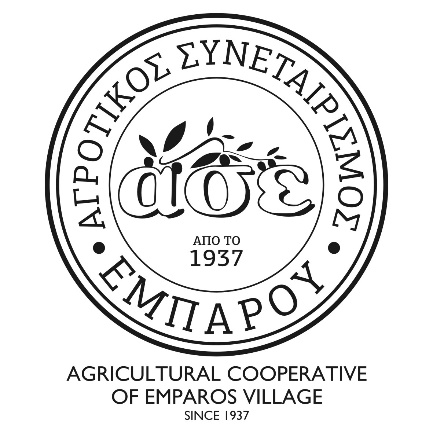 ΑΓΡΟΤΙΚΟΣ ΣΥΝΕΤΑΙΡΙΣΜΟΣ
ασε
ΑΠΟ ΤΟ
1937
• ΕΜΠΑΡΟΥ •
AGRICULTURAL COOPERATIVE
OF EMPAROS VILLAGE
SINCE 1937